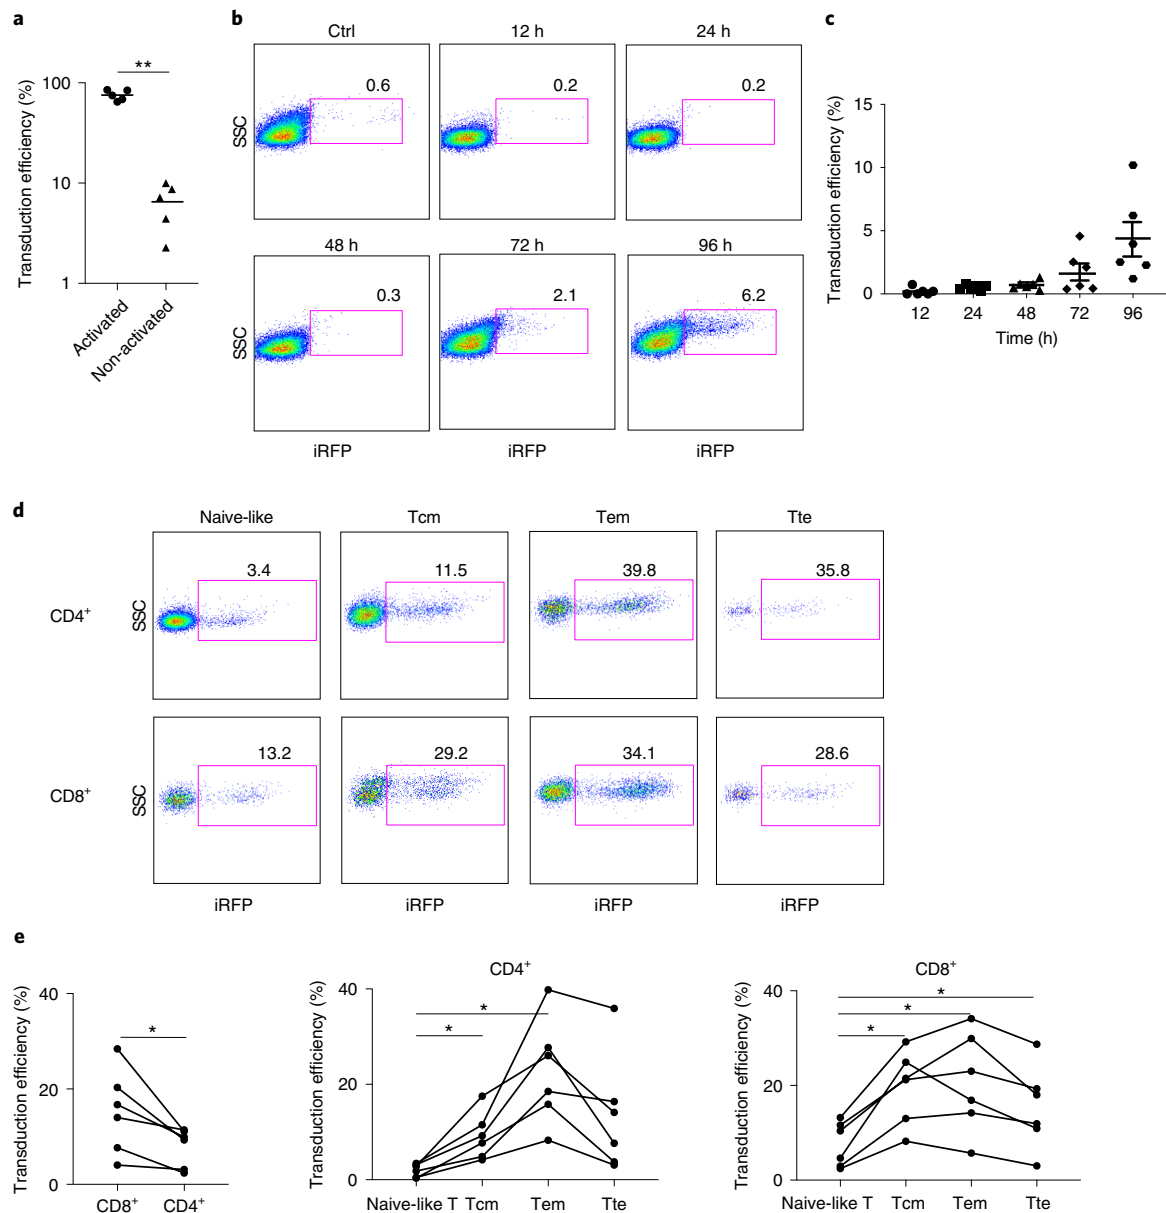 a
**
100
10
1
Transduction efficiency (%)
Activated
Non-activated
b
Ctrl
12 h
24 h
0.6
0.2
0.2
SSC
48 h
72 h
96 h
0.3
2.1
6.2
SSC
iRFP
iRFP
iRFP
c
15
10
5
0
Transduction efficiency (%)
12
24
48
72
96
Time (h)
d
Naive-like
Tcm
Tem
Tte
CD4⁺
SSC
3.4
11.5
39.8
35.8
CD8⁺
SSC
13.2
29.2
34.1
28.6
iRFP
iRFP
iRFP
iRFP
e
40
20
0
Transduction efficiency (%)
*
CD8⁺
CD4⁺
CD4⁺
40
20
0
Transduction efficiency (%)
*
*
Naive-like T
Tcm
Tem
Tte
CD8⁺
40
20
0
Transduction efficiency (%)
*
*
*
Naive-like T
Tcm
Tem
Tte